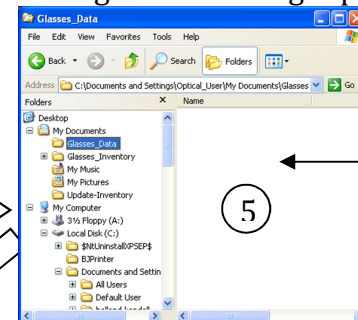 Glasses_Data
File Edit View Favorites Tools Help
Back Search Folders
Address C:\Documents and Settings\Optical_User\My Documents\Glasses Go
Folders X Name
Desktop
My Documents
Glasses_Data
Glasses_Inventory
My Music
My Pictures
Update-Inventory
My Computer
3½ Floppy (A:)
Local Disk (C:)
$NtUninstallXPSEP$
BJPrinter
Documents and Settin
All Users
Default User
5